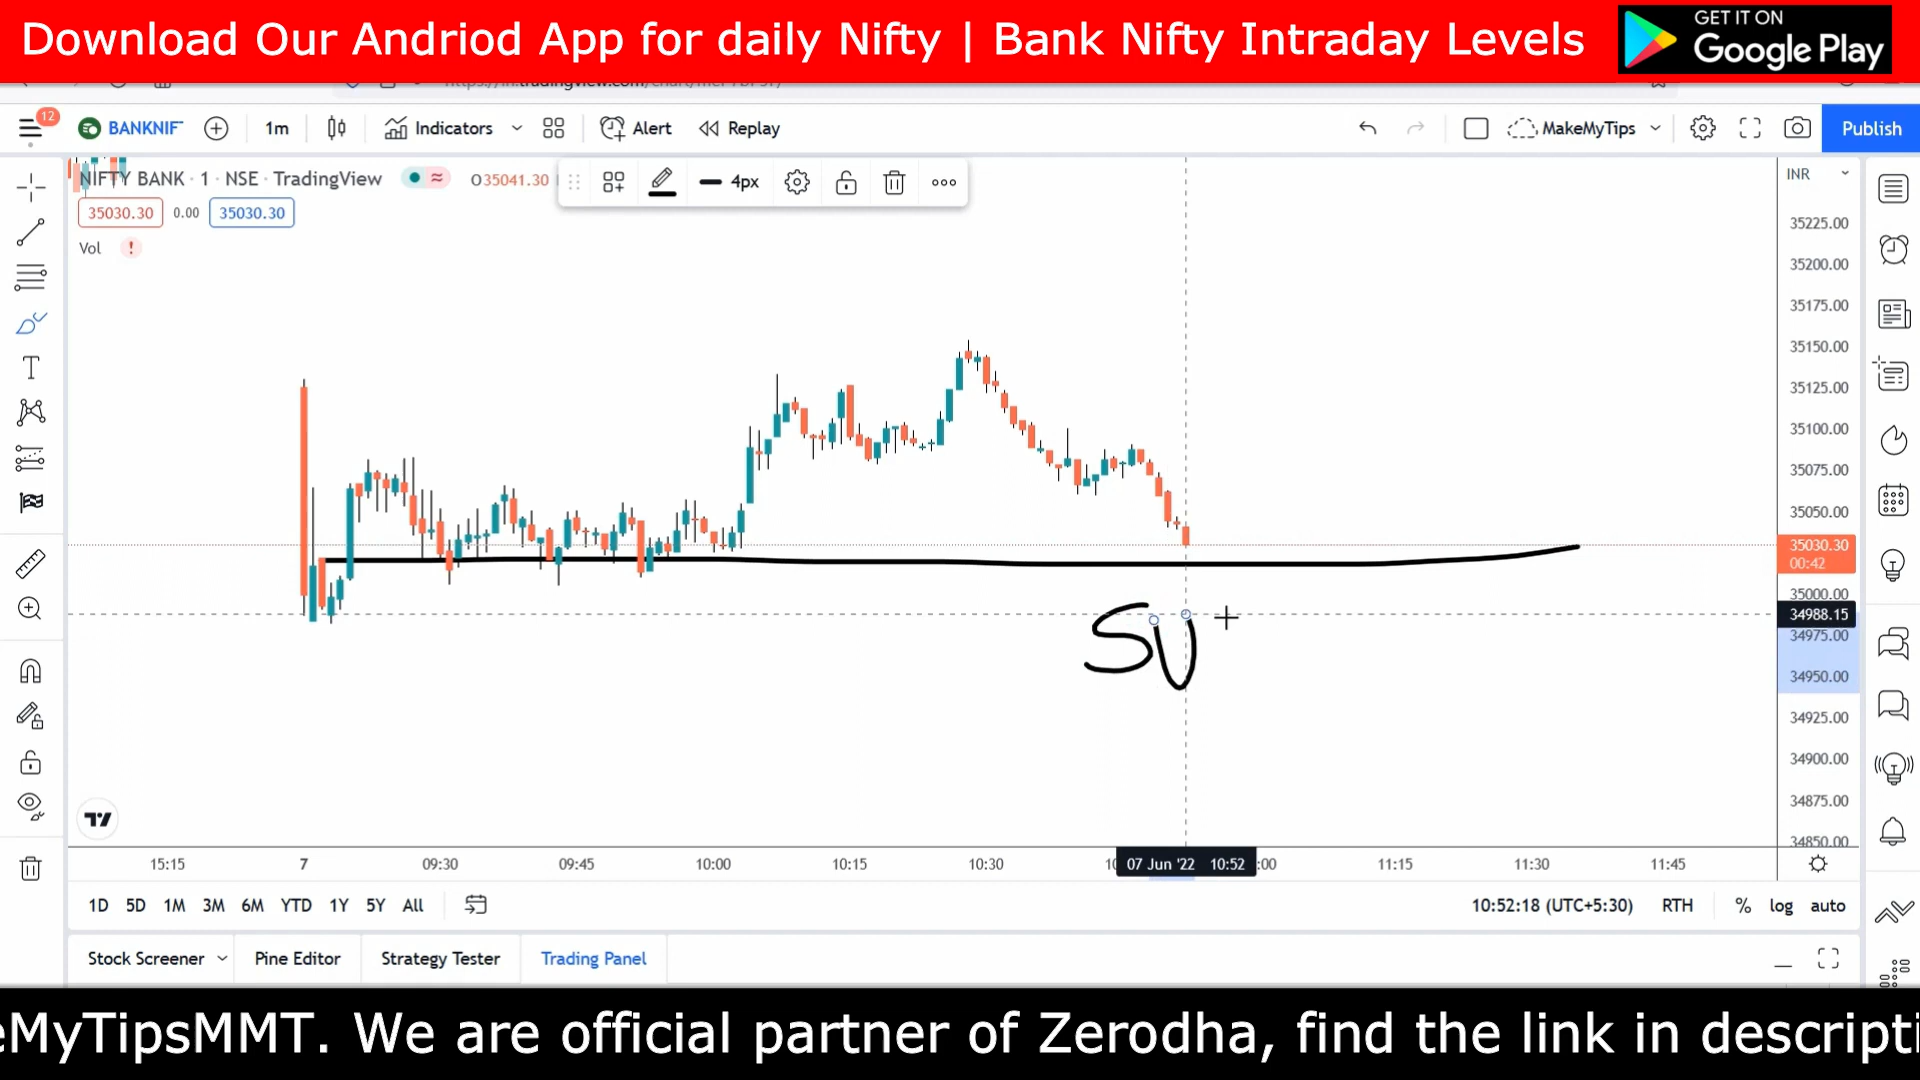 Download Our Andriod App for daily Nifty | Bank Nifty Intraday Levels
GET IT ON
Google Play
12
BANKNIF
1m
Indicators
Alert
Replay
MakeMyTips
Publish
NIFTY BANK · 1 · NSE · TradingView
O35041.30
4px
INR
35030.30
0.00
35030.30
Vol
!
35225.00
35200.00
35175.00
35150.00
35125.00
35100.00
35075.00
35050.00
35030.30
00:42
35000.00
34988.15
34975.00
34950.00
34925.00
34900.00
34875.00
34850.00
SU
15:15
7
09:30
09:45
10:00
10:15
10:30
07 Jun '22 10:52
:00
11:15
11:30
11:45
1D 5D 1M 3M 6M YTD 1Y 5Y All
10:52:18 (UTC+5:30)
RTH
%
log
auto
Stock Screener
Pine Editor
Strategy Tester
Trading Panel
eMyTipsMMT. We are official partner of Zerodha, find the link in descripti